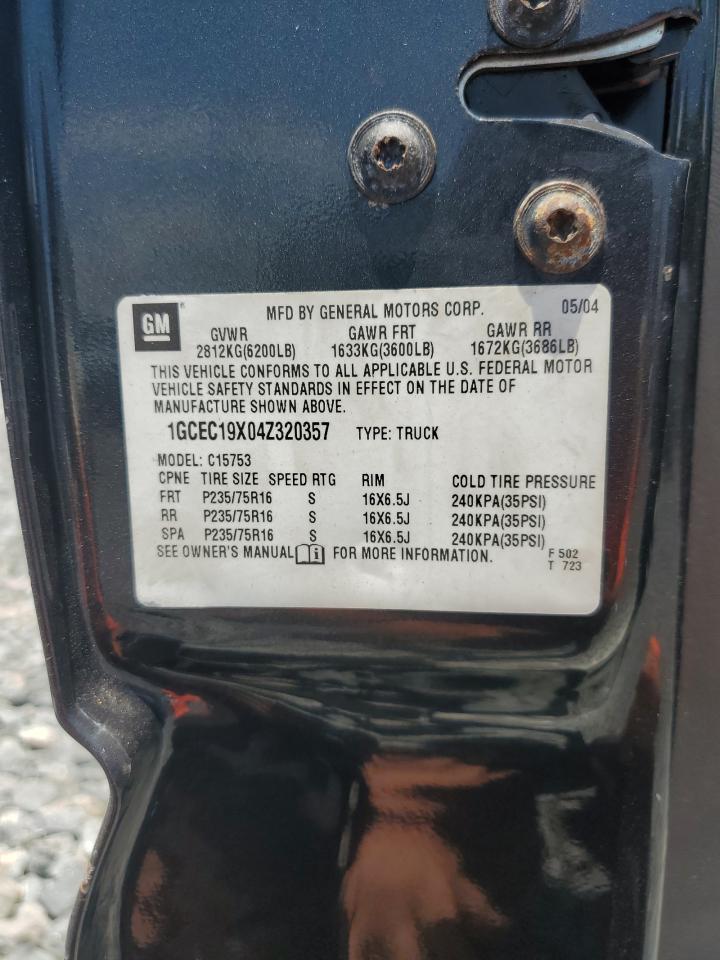 GM
MFD BY GENERAL MOTORS CORP. 05/04
GVWR GAWR FRT GAWR RR
2812KG(6200LB) 1633KG(3600LB) 1672KG(3686LB)
THIS VEHICLE CONFORMS TO ALL APPLICABLE U.S. FEDERAL MOTOR
VEHICLE SAFETY STANDARDS IN EFFECT ON THE DATE OF
MANUFACTURE SHOWN ABOVE.
1GCEC19X04Z320357 TYPE: TRUCK
MODEL: C15753
CPNE TIRE SIZE SPEED RTG RIM COLD TIRE PRESSURE
FRT P235/75R16 S 16X6.5J 240KPA(35PSI)
RR P235/75R16 S 16X6.5J 240KPA(35PSI)
SPA P235/75R16 S 16X6.5J 240KPA(35PSI)
SEE OWNER'S MANUAL i FOR MORE INFORMATION. F 502
T 723